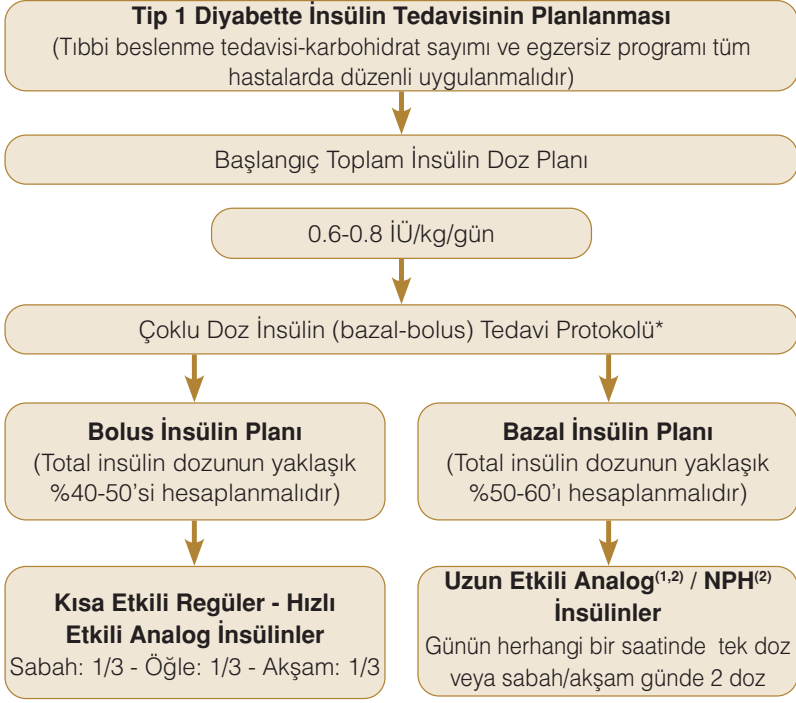 Tip 1 Diyabette İnsülin Tedavisinin Planlanması
(Tıbbi beslenme tedavisi-karbohidrat sayımı ve egzersiz programı tüm
hastalarda düzenli uygulanmalıdır)
Başlangıç Toplam İnsülin Doz Planı
0.6-0.8 İÜ/kg/gün
Çoklu Doz İnsülin (bazal-bolus) Tedavi Protokolü*
Bolus İnsülin Planı
(Total insülin dozunun yaklaşık
%40-50’si hesaplanmalıdır)
Bazal İnsülin Planı
(Total insülin dozunun yaklaşık
%50-60’ı hesaplanmalıdır)
Kısa Etkili Regüler - Hızlı
Etkili Analog İnsülinler
Sabah: 1/3 - Öğle: 1/3 - Akşam: 1/3
Uzun Etkili Analog(1,2) / NPH(2)
İnsülinler
Günün herhangi bir saatinde tek doz
veya sabah/akşam günde 2 doz